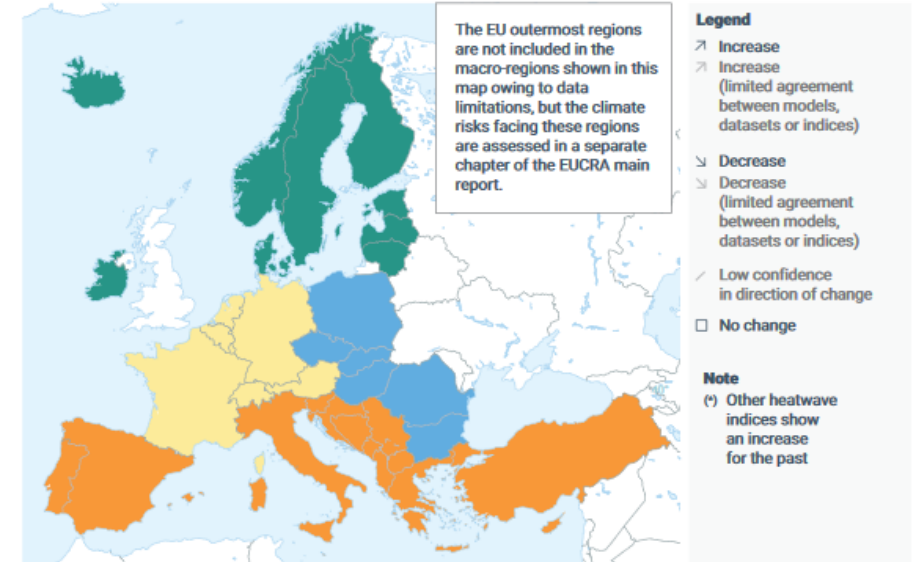 The EU outermost regions
are not included in the
macro-regions shown in this
map owing to data
limitations, but the climate
risks facing these regions
are assessed in a separate
chapter of the EUCRA main
report.
Legend
Increase
Increase
(limited agreement
between models,
datasets or indices)
Decrease
Decrease
(limited agreement
between models,
datasets or indices)
Low confidence
in direction of change
No change
Note
(*) Other heatwave
indices show
an increase
for the past